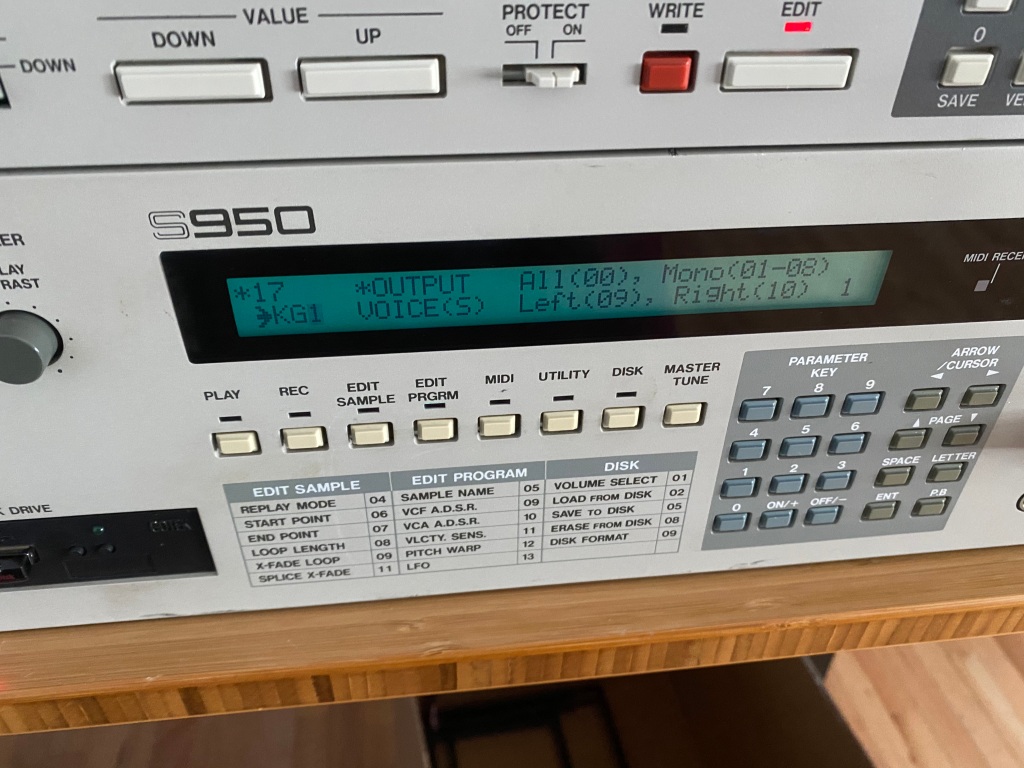 VALUE
DOWN
UP
DOWN
PROTECT
OFF ON
WRITE
EDIT
0
SAVE
S950
*17 *OUTPUT All(00), Mono(01-08)
KG1 VOICE(S) Left(09), Right(10) 1
PLAY
REC
EDIT SAMPLE
EDIT PRGRM
MIDI
UTILITY
DISK
MASTER TUNE
PARAMETER
KEY
7 8 9
4 5 6
1 2 3
0 ON/+ OFF/-
ARROW
/CURSOR
◀ ▶
▲ PAGE ▼
SPACE LETTER
ENT P.B
EDIT SAMPLE
REPLAY MODE 04
START POINT 06
END POINT 07
LOOP LENGTH 08
X-FADE LOOP 09
SPLICE X-FADE 11
EDIT PROGRAM
SAMPLE NAME 05
VCF A.D.S.R. 09
VCA A.D.S.R. 10
VLCTY. SENS. 11
PITCH WARP 12
LFO 13
DISK
VOLUME SELECT 01
LOAD FROM DISK 02
SAVE TO DISK 05
ERASE FROM DISK 08
DISK FORMAT 09
DRIVE